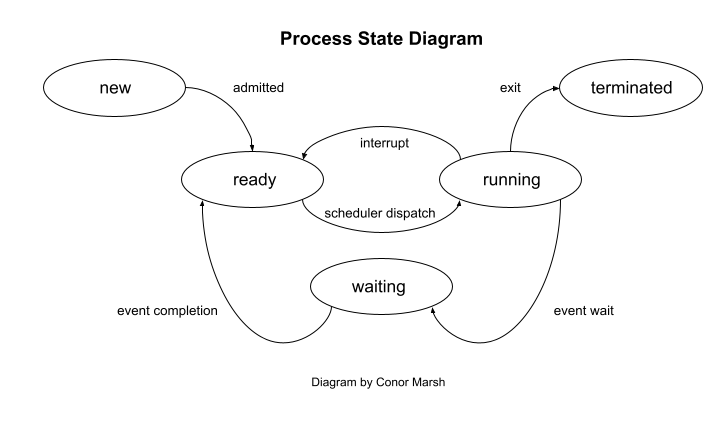 Process State Diagram
new
admitted
exit
terminated
interrupt
ready
running
scheduler dispatch
waiting
event completion
event wait
Diagram by Conor Marsh